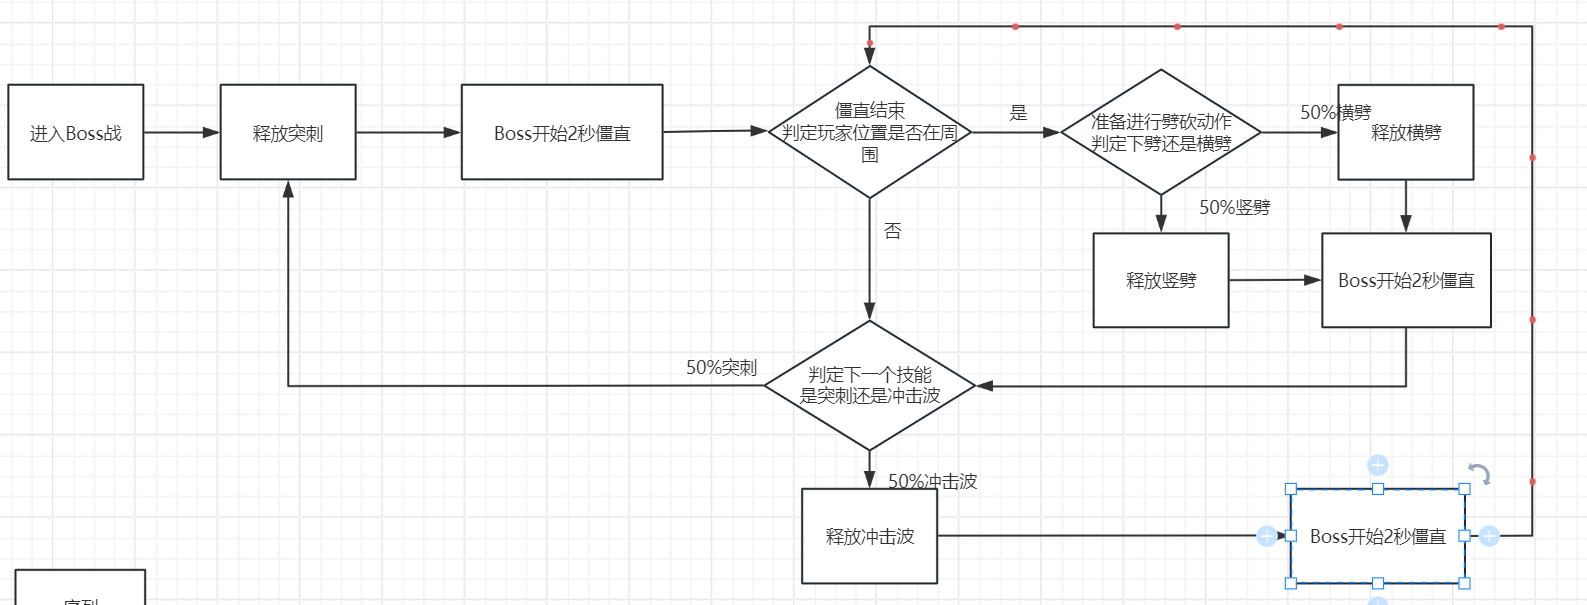 进入Boss战
释放突刺
Boss开始2秒僵直
僵直结束
判定玩家位置是否在周
围
是
准备进行劈砍动作
判定下劈还是横劈
50%横劈
释放横劈
50%竖劈
否
释放竖劈
Boss开始2秒僵直
50%突刺
判定下一个技能
是突刺还是冲击波
50%冲击波
释放冲击波
Boss开始2秒僵直